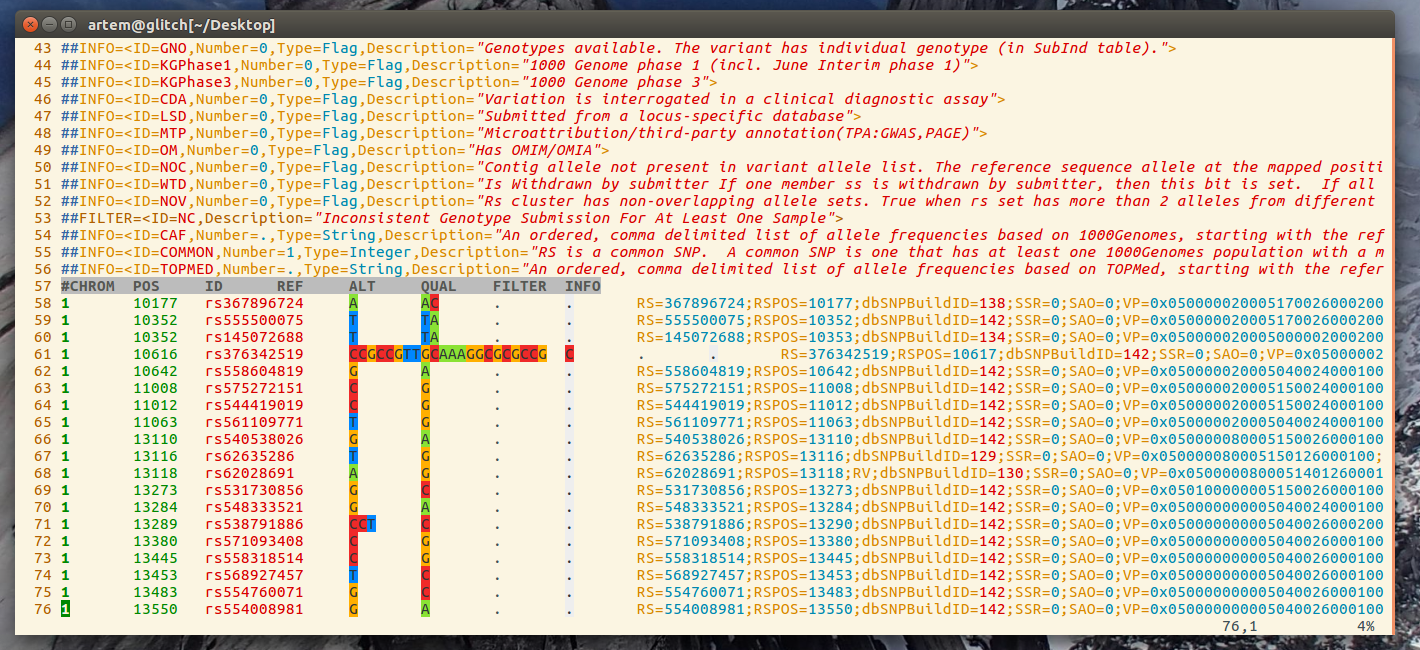 artem@glitch[~/Desktop]
43 ##INFO=<ID=GNO,Number=0,Type=Flag,Description="Genotypes available. The variant has individual genotype (in SubInd table).">
44 ##INFO=<ID=KGPhase1,Number=0,Type=Flag,Description="1000 Genome phase 1 (incl. June Interim phase 1)">
45 ##INFO=<ID=KGPhase3,Number=0,Type=Flag,Description="1000 Genome phase 3">
46 ##INFO=<ID=CDA,Number=0,Type=Flag,Description="Variation is interrogated in a clinical diagnostic assay">
47 ##INFO=<ID=LSD,Number=0,Type=Flag,Description="Submitted from a locus-specific database">
48 ##INFO=<ID=MTP,Number=0,Type=Flag,Description="Microattribution/third-party annotation(TPA:GWAS,PAGE)">
49 ##INFO=<ID=OM,Number=0,Type=Flag,Description="Has OMIM/OMIA">
50 ##INFO=<ID=NOC,Number=0,Type=Flag,Description="Contig allele not present in variant allele list. The reference sequence allele at the mapped positi
51 ##INFO=<ID=WTD,Number=0,Type=Flag,Description="Is Withdrawn by submitter If one member ss is withdrawn by submitter, then this bit is set.  If all
52 ##INFO=<ID=NOV,Number=0,Type=Flag,Description="Rs cluster has non-overlapping allele sets. True when rs set has more than 2 alleles from different
53 ##FILTER=<ID=NC,Description="Inconsistent Genotype Submission For At Least One Sample">
54 ##INFO=<ID=CAF,Number=.,Type=String,Description="An ordered, comma delimited list of allele frequencies based on 1000Genomes, starting with the ref
55 ##INFO=<ID=COMMON,Number=1,Type=Integer,Description="RS is a common SNP.  A common SNP is one that has at least one 1000Genomes population with a m
56 ##INFO=<ID=TOPMED,Number=.,Type=String,Description="An ordered, comma delimited list of allele frequencies based on TOPMed, starting with the refer
57 #CHROM POS ID REF ALT QUAL FILTER INFO
58 1 10177 rs367896724 A AC . . RS=367896724;RSPOS=10177;dbSNPBuildID=138;SSR=0;SAO=0;VP=0x050000020005170026000200
59 1 10352 rs555500075 T TA . . RS=555500075;RSPOS=10352;dbSNPBuildID=142;SSR=0;SAO=0;VP=0x050000020005170026000200
60 1 10352 rs145072688 T TA . . RS=145072688;RSPOS=10353;dbSNPBuildID=134;SSR=0;SAO=0;VP=0x050000020005000002000200
61 1 10616 rs376342519 CCGCCGTTGCAAAGGCGCGCCG C . . RS=376342519;RSPOS=10617;dbSNPBuildID=142;SSR=0;SAO=0;VP=0x05000002
62 1 10642 rs558604819 G A . . RS=558604819;RSPOS=10642;dbSNPBuildID=142;SSR=0;SAO=0;VP=0x050000020005040024000100
63 1 11008 rs575272151 C G . . RS=575272151;RSPOS=11008;dbSNPBuildID=142;SSR=0;SAO=0;VP=0x050000020005150024000100
64 1 11012 rs544419019 C G . . RS=544419019;RSPOS=11012;dbSNPBuildID=142;SSR=0;SAO=0;VP=0x050000020005150024000100
65 1 11063 rs561109771 T G . . RS=561109771;RSPOS=11063;dbSNPBuildID=142;SSR=0;SAO=0;VP=0x050000020005040024000100
66 1 13110 rs540538026 G A . . RS=540538026;RSPOS=13110;dbSNPBuildID=142;SSR=0;SAO=0;VP=0x050000080005150026000100
67 1 13116 rs62635286 T G . . RS=62635286;RSPOS=13116;dbSNPBuildID=129;SSR=0;SAO=0;VP=0x050000080005150126000100;
68 1 13118 rs62028691 A G . . RS=62028691;RSPOS=13118;RV;dbSNPBuildID=130;SSR=0;SAO=0;VP=0x0500000800051401260001
69 1 13273 rs531730856 G C . . RS=531730856;RSPOS=13273;dbSNPBuildID=142;SSR=0;SAO=0;VP=0x050100000005150026000100
70 1 13284 rs548333521 G A . . RS=548333521;RSPOS=13284;dbSNPBuildID=142;SSR=0;SAO=0;VP=0x050000000005040024000100
71 1 13289 rs538791886 CCT C . . RS=538791886;RSPOS=13290;dbSNPBuildID=142;SSR=0;SAO=0;VP=0x050000000005040026000200
72 1 13380 rs571093408 C G . . RS=571093408;RSPOS=13380;dbSNPBuildID=142;SSR=0;SAO=0;VP=0x050000000005040026000100
73 1 13445 rs558318514 C G . . RS=558318514;RSPOS=13445;dbSNPBuildID=142;SSR=0;SAO=0;VP=0x050000000005040026000100
74 1 13453 rs568927457 T C . . RS=568927457;RSPOS=13453;dbSNPBuildID=142;SSR=0;SAO=0;VP=0x050000000005040026000100
75 1 13483 rs554760071 G C . . RS=554760071;RSPOS=13483;dbSNPBuildID=142;SSR=0;SAO=0;VP=0x050000000005040026000100
76 1 13550 rs554008981 G A . . RS=554008981;RSPOS=13550;dbSNPBuildID=142;SSR=0;SAO=0;VP=0x050000000005040026000100
76,1 4%